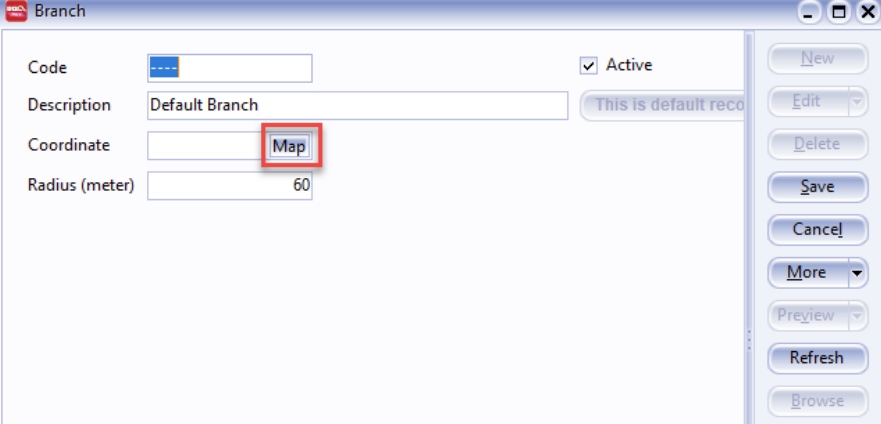 Branch
Code ---- Active
Description Default Branch This is default reco
Coordinate Map
Radius (meter) 60
New
Edit
Delete
Save
Cancel
More
Preview
Refresh
Browse